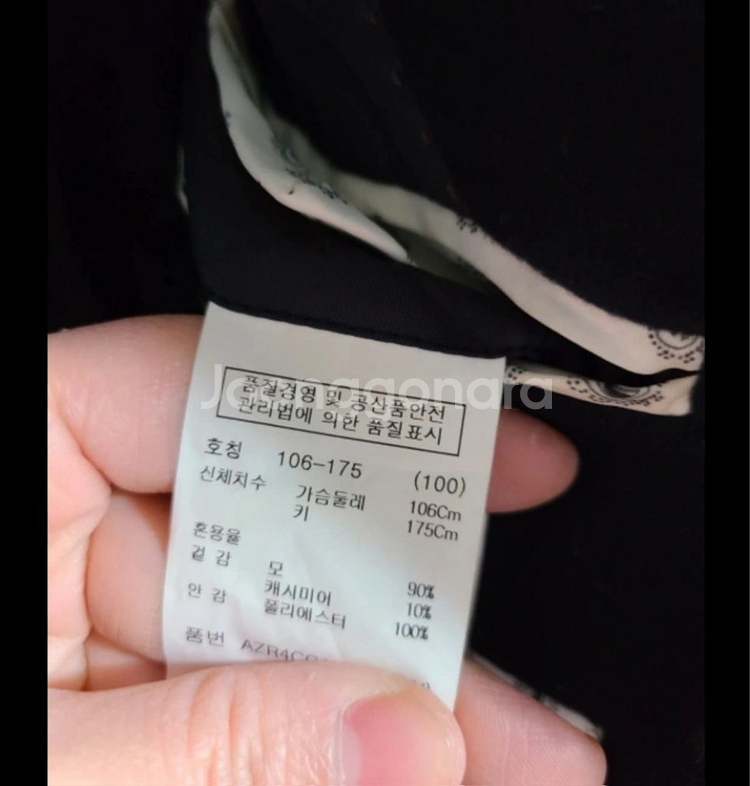 품질경영 및 공산품안전
관리법에 의한 품질표시
Joongonara
호칭 106-175 (100)
신체치수 가슴둘레 106Cm
키 175Cm
혼용율
겉 감 모 90%
캐시미어 10%
안 감 폴리에스터 100%
품번